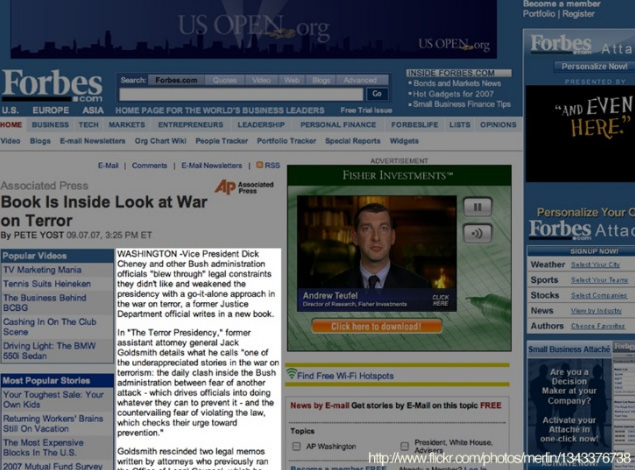 Become a member
Portfolio | Register
US OPEN.org
US OPEN.org
Forbes Atta
Personalize Now!
PRESENTED BY
"AND EVEN
HERE."
Forbes
.com
Search: Forbes.com Quotes Video Web Blogs Advanced
Go
INSIDE FORBES.COM
• Bonds and Markets News
• Hot Gadgets for 2007
• Small Business Finance Tips
U.S. EUROPE ASIA HOME PAGE FOR THE WORLD'S BUSINESS LEADERS Free Trial Issue
HOME BUSINESS TECH MARKETS ENTREPRENEURS LEADERSHIP PERSONAL FINANCE FORBESLIFE LISTS OPINIONS
Video Blogs E-mail Newsletters Org Chart Wiki People Tracker Portfolio Tracker Special Reports Widgets
E-Mail | Comments | E-Mail Newsletters | RSS
Associated Press
AP Associated
Press
Book Is Inside Look at War
on Terror
By PETE YOST 09.07.07, 3:25 PM ET
Popular Videos
TV Marketing Mania
Tennis Suits Heineken
The Business Behind
BCBG
Cashing In On The Club
Scene
Driving Light: The BMW
550i Sedan
Most Popular Stories
Your Toughest Sale: Your
Own Kids
Returning Workers' Brains
Still On Vacation
The Most Expensive
Blocks In The U.S.
2007 Mutual Fund Survey
WASHINGTON -Vice President Dick
Cheney and other Bush administration
officials "blew through" legal constraints
they didn't like and weakened the
presidency with a go-it-alone approach in
the war on terror, a former Justice
Department official writes in a new book.
In "The Terror Presidency," former
assistant attorney general Jack
Goldsmith details what he calls "one of
the underappreciated stories in the war on
terrorism: the daily clash inside the Bush
administration between fear of another
attack - which drives officials into doing
whatever they can to prevent it - and the
countervailing fear of violating the law,
which checks their urge toward
prevention."
Goldsmith rescinded two legal memos
written by attorneys who previously ran
ADVERTISEMENT
FISHER INVESTMENTS™
Andrew Teufel
Director of Research, Fisher Investments
CLICK
HERE
Click here to download!
Find Free Wi-Fi Hotspots
News by E-mail Get stories by E-Mail on this topic FREE
Topics
AP Washington
President, White House,
Advisers
Become a member FREE
Personalize Your
Forbes Attac
.com
SIGNUP NOW!
Weather Select Your City
Sports Select Your Teams
Stocks Select Companies
News View by Industry
Authors Choose Favorites
Small Business Attaché
Are you a
Decision
Maker at your
Company?
Activate your
Attaché in
one-click now!
http://www.flickr.com/photos/merlin/1343376738